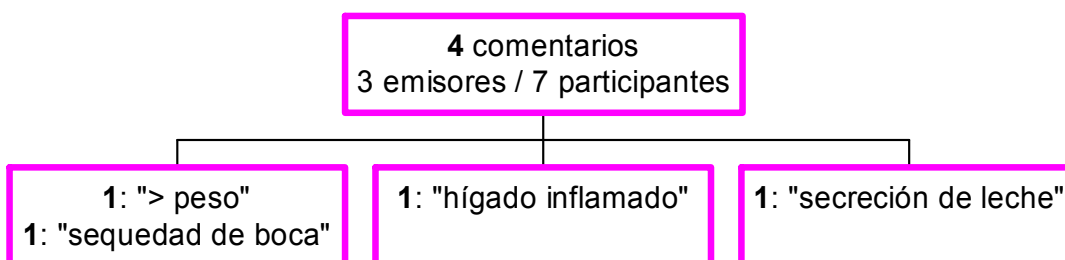 4 comentarios
3 emisores / 7 participantes
1: "> peso"
1: "sequedad de boca"
1: "hígado inflamado"
1: "secreción de leche"